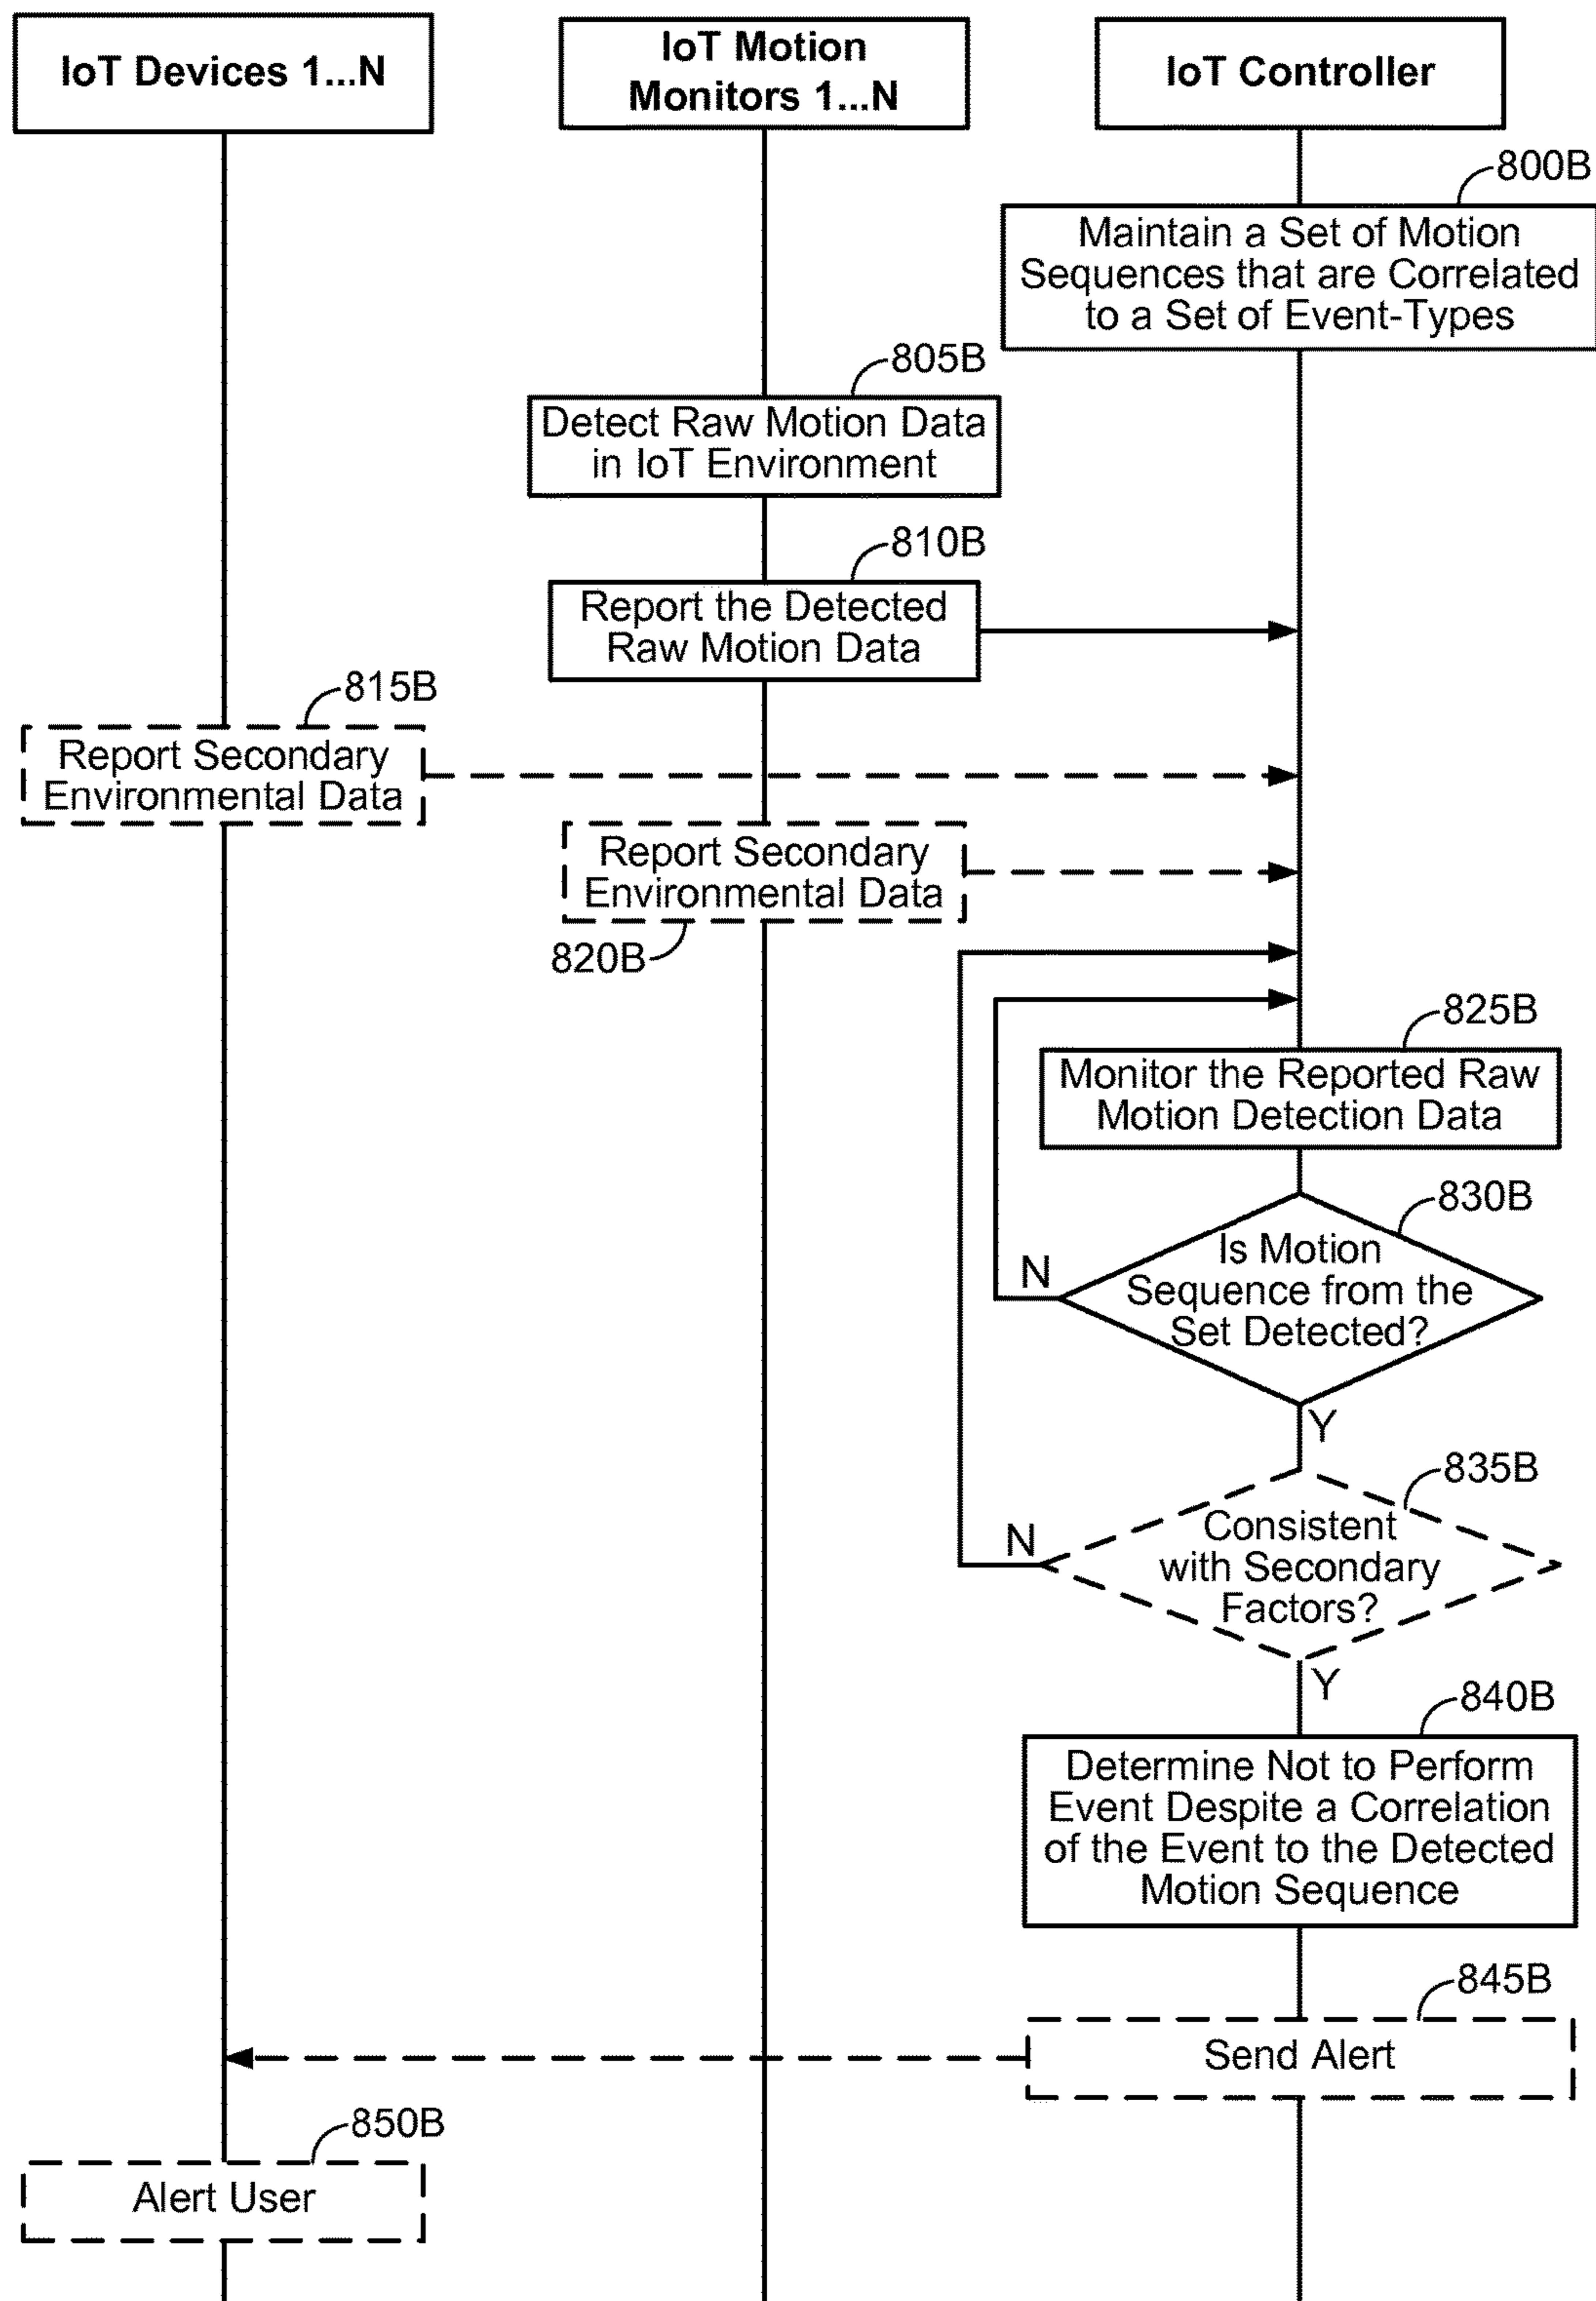 IoT Devices 1...N
IoT Motion
Monitors 1...N
IoT Controller
800B
Maintain a Set of Motion
Sequences that are Correlated
to a Set of Event-Types
805B
Detect Raw Motion Data
in IoT Environment
810B
Report the Detected
Raw Motion Data
815B
Report Secondary
Environmental Data
Report Secondary
Environmental Data
820B
825B
Monitor the Reported Raw
Motion Detection Data
830B
Is Motion
Sequence from the
Set Detected?
N
Y
835B
Consistent
with Secondary
Factors?
N
Y
840B
Determine Not to Perform
Event Despite a Correlation
of the Event to the Detected
Motion Sequence
845B
Send Alert
850B
Alert User